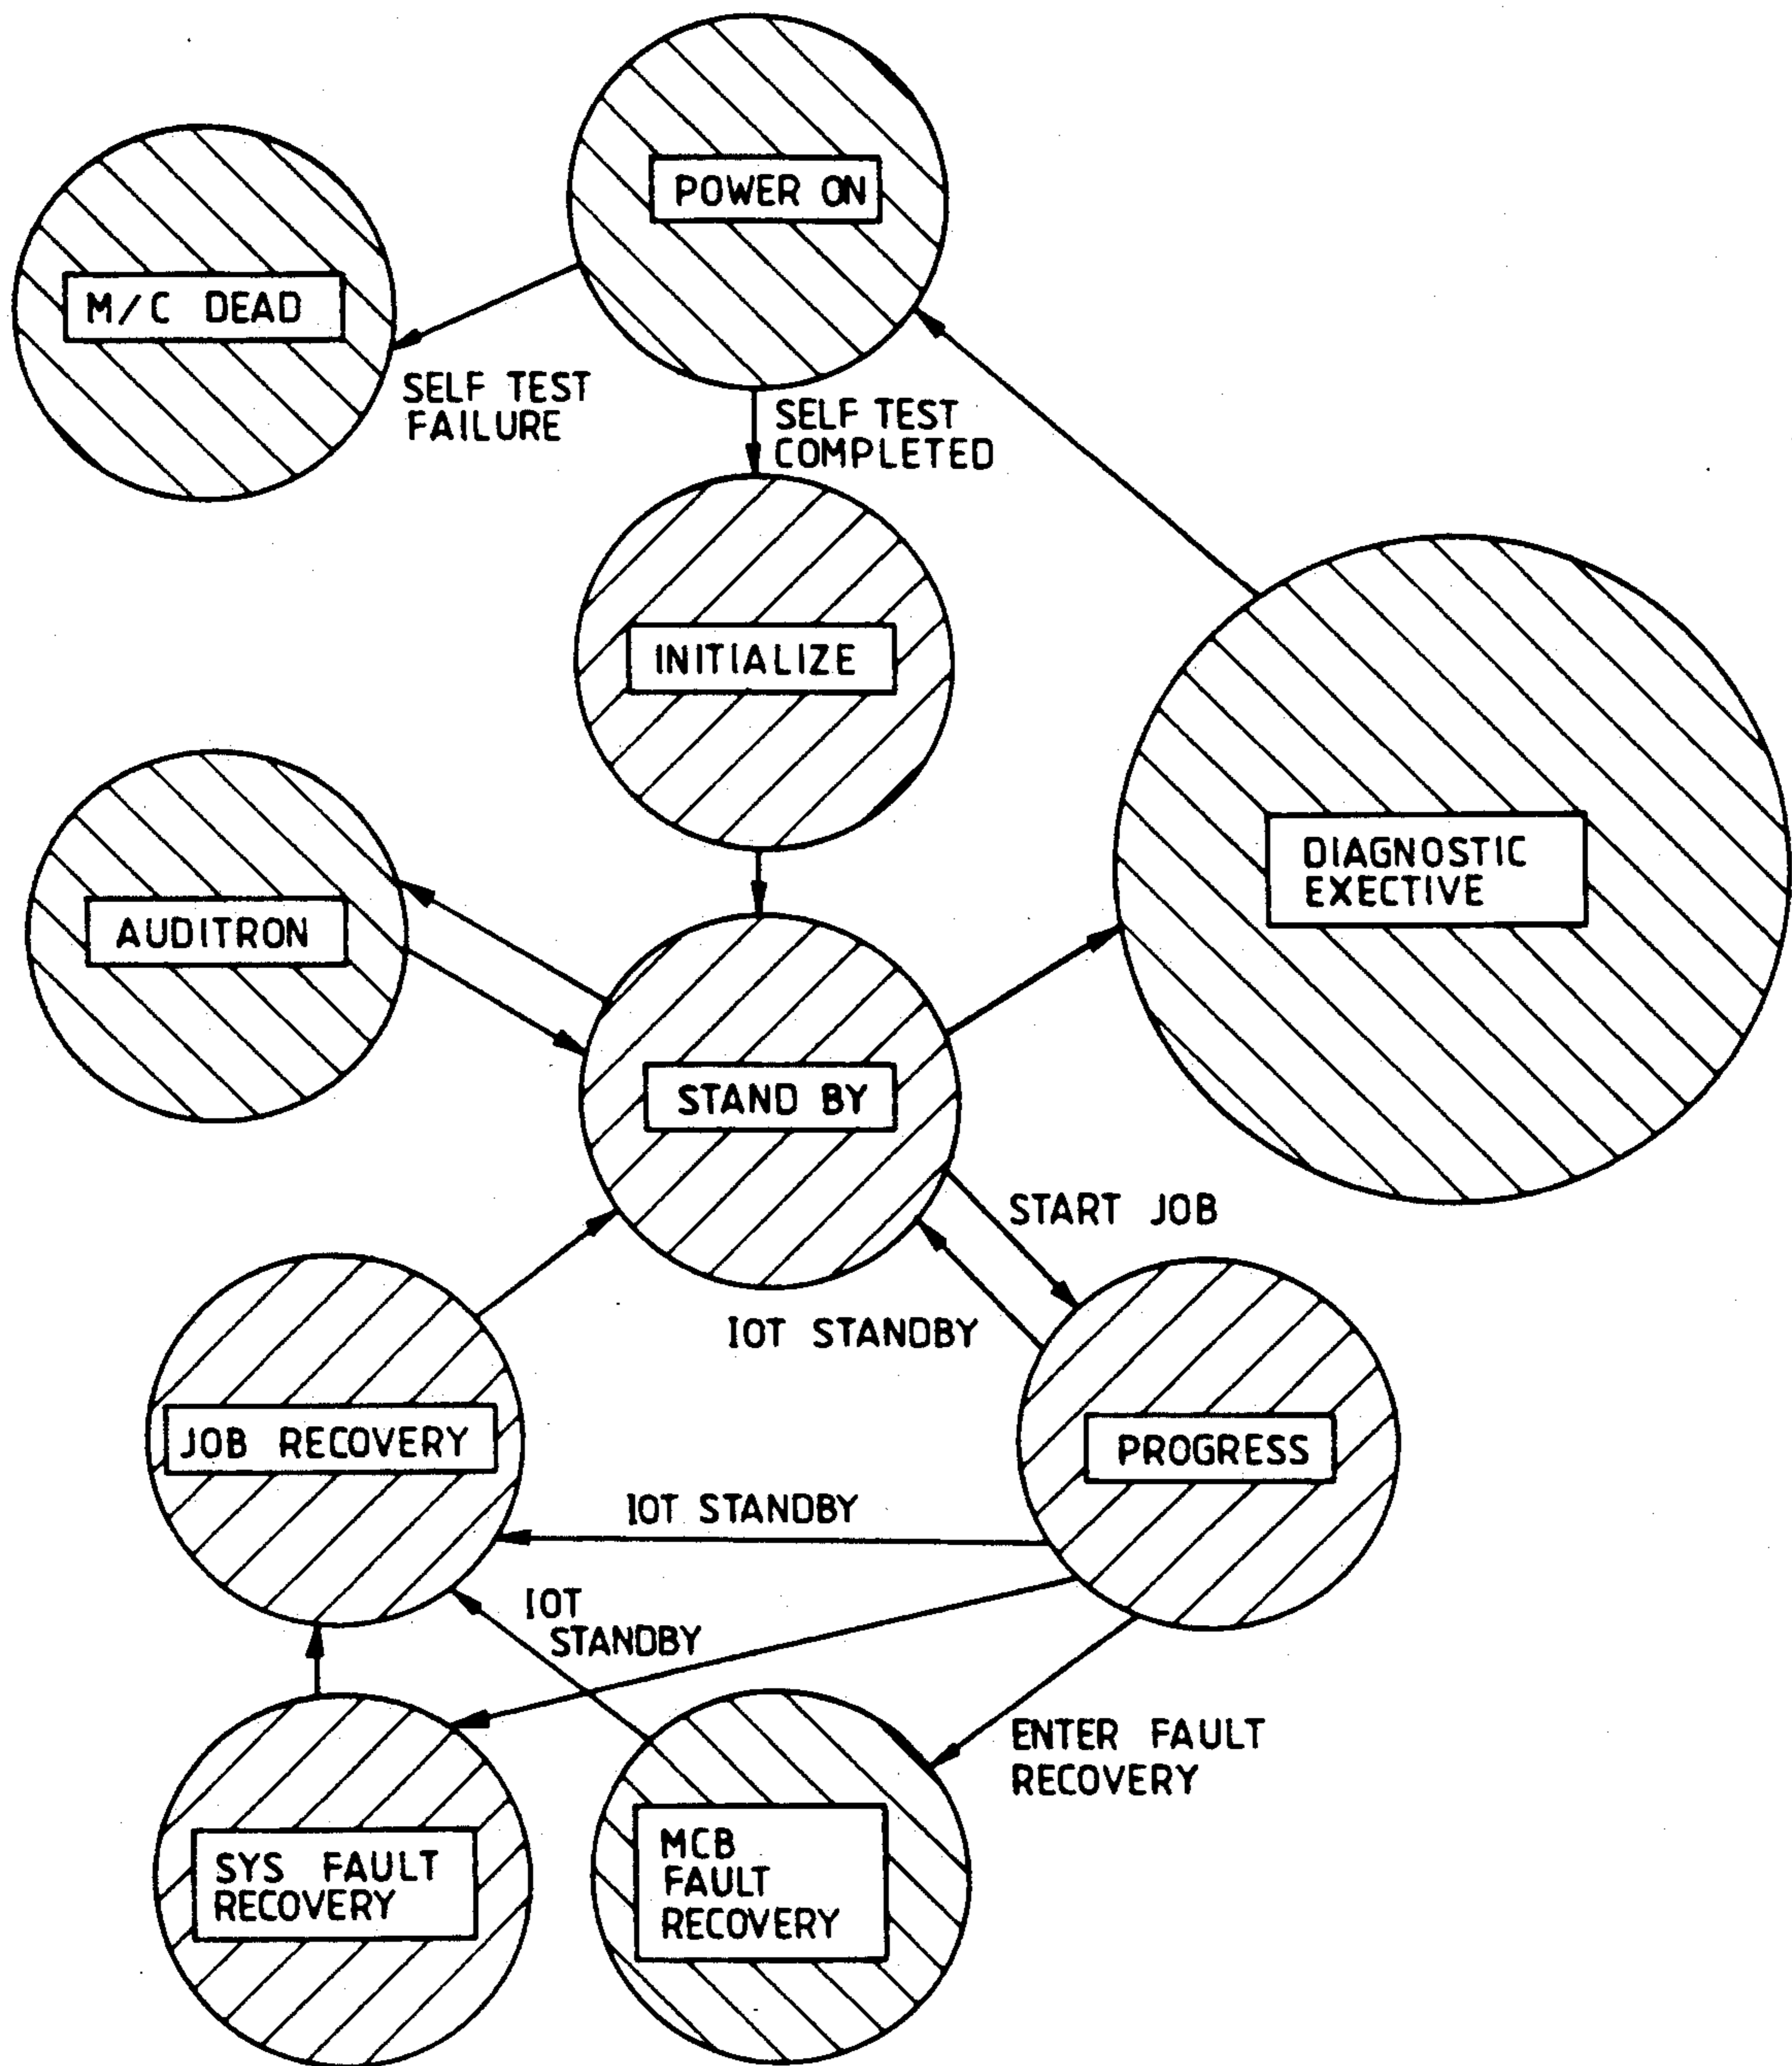 POWER ON
M/C DEAD
SELF TEST
FAILURE
SELF TEST
COMPLETED
INITIALIZE
DIAGNOSTIC
EXECTIVE
AUDITRON
STAND BY
START JOB
IOT STANDBY
JOB RECOVERY
PROGRESS
IOT STANDBY
IOT
STANDBY
ENTER FAULT
RECOVERY
SYS FAULT
RECOVERY
MCB
FAULT
RECOVERY